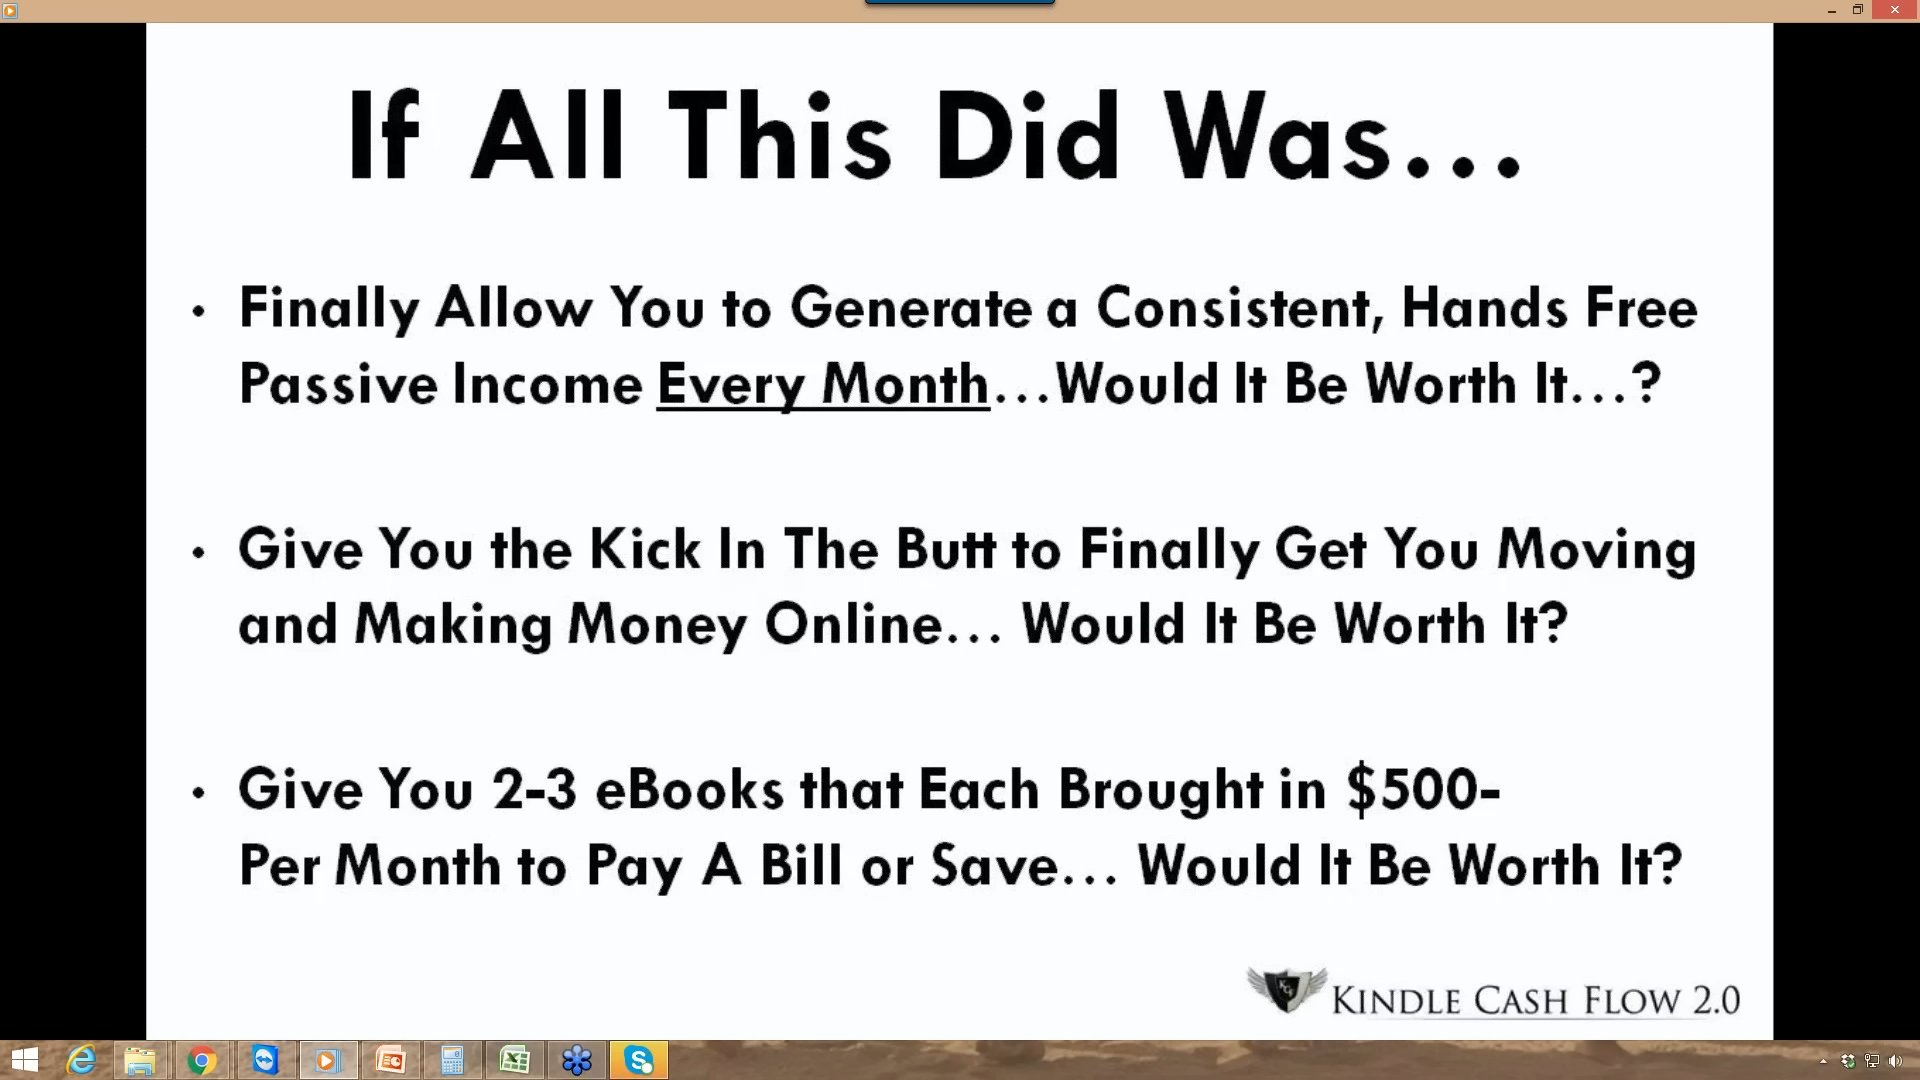 If All This Did Was…
• Finally Allow You to Generate a Consistent, Hands Free
Passive Income Every Month…Would It Be Worth It…?
• Give You the Kick In The Butt to Finally Get You Moving
and Making Money Online… Would It Be Worth It?
• Give You 2-3 eBooks that Each Brought in $500-
Per Month to Pay A Bill or Save… Would It Be Worth It?
KCF
KINDLE CASH FLOW 2.0